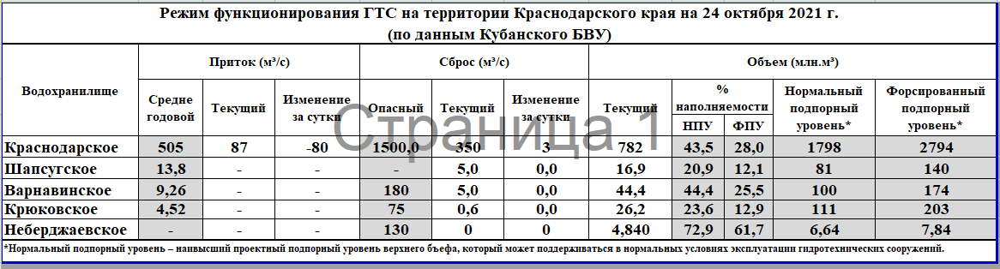 Режим функционирования ГТС на территории Краснодарского края на 24 октября 2021 г.
(по данным Кубанского БВУ)
Водохранилище Приток (м³/с) Сброс (м³/с) Объем (млн.м³)
Средне годовой Текущий Изменение за сутки Опасный Текущий Изменение за сутки Текущий % наполняемости Нормальный подпорный уровень* Форсированный подпорный уровень*
НПУ ФПУ
Краснодарское 505 87 -80 1500,0 350 3 782 43,5 28,0 1798 2794
Шапсугское 13,8 - - - 5,0 0,0 16,9 20,9 12,1 81 140
Варнавинское 9,26 - - 180 5,0 0,0 44,4 44,4 25,5 100 174
Крюковское 4,52 - - 75 0,6 0,0 26,2 23,6 12,9 111 203
Неберджаевское - - - 130 0 0 4,840 72,9 61,7 6,64 7,84
*Нормальный подпорный уровень – наивысший проектный подпорный уровень верхнего бъефа, который может поддерживаться в нормальных условиях эксплуатации гидротехнических сооружений.
Страница 1